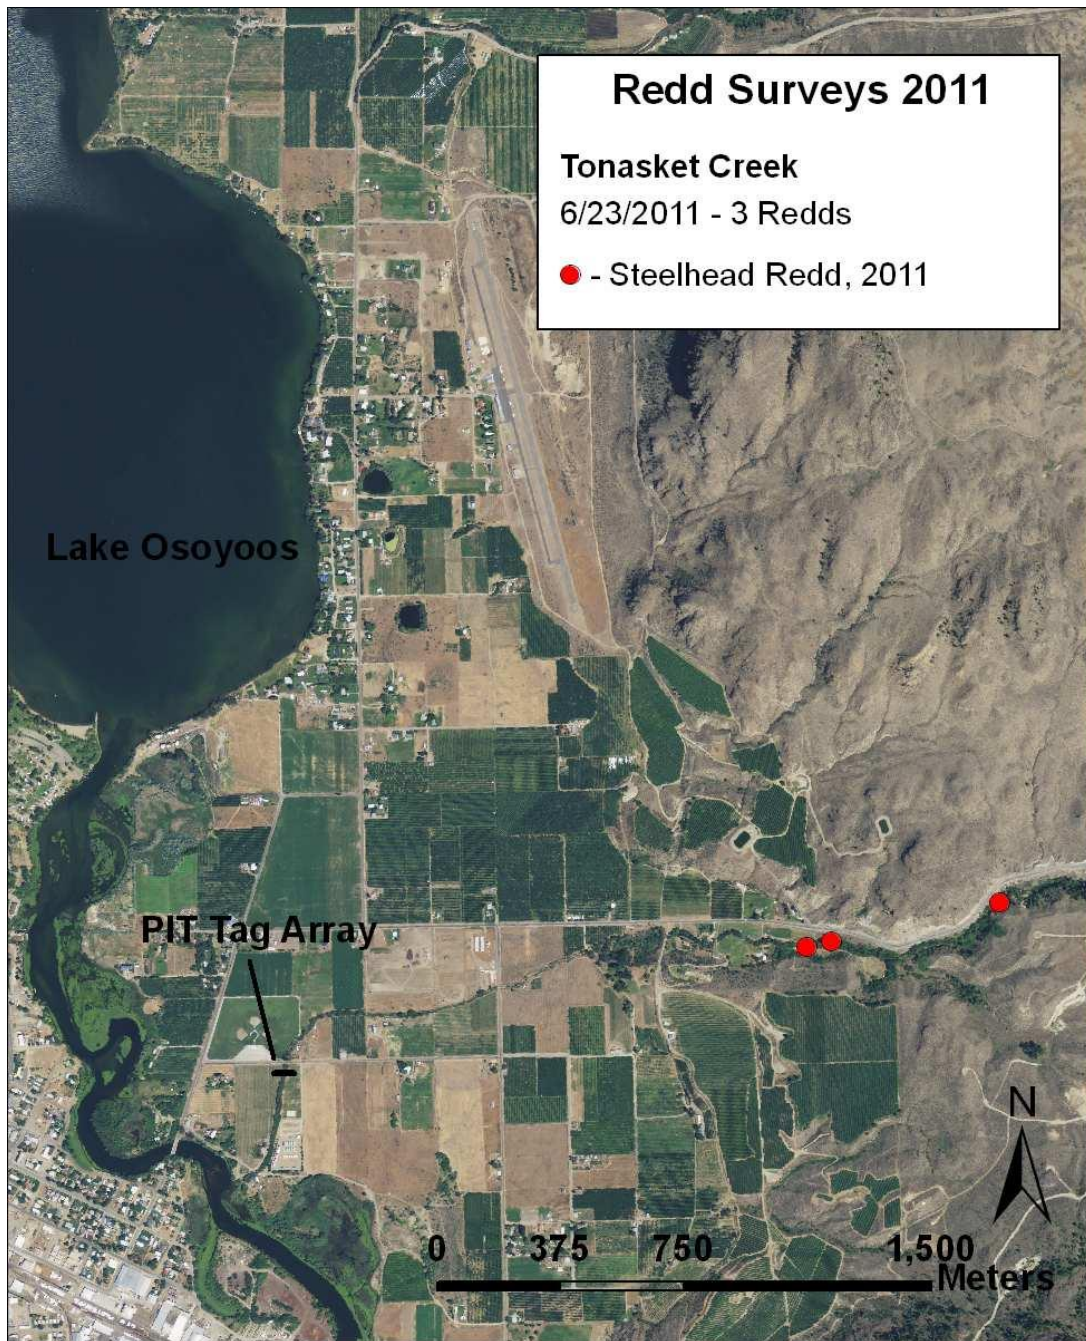 Redd Surveys 2011
Tonasket Creek
6/23/2011 - 3 Redds
- Steelhead Redd, 2011
Lake Osoyoos
PIT Tag Array
N
0 375 750 1,500
Meters